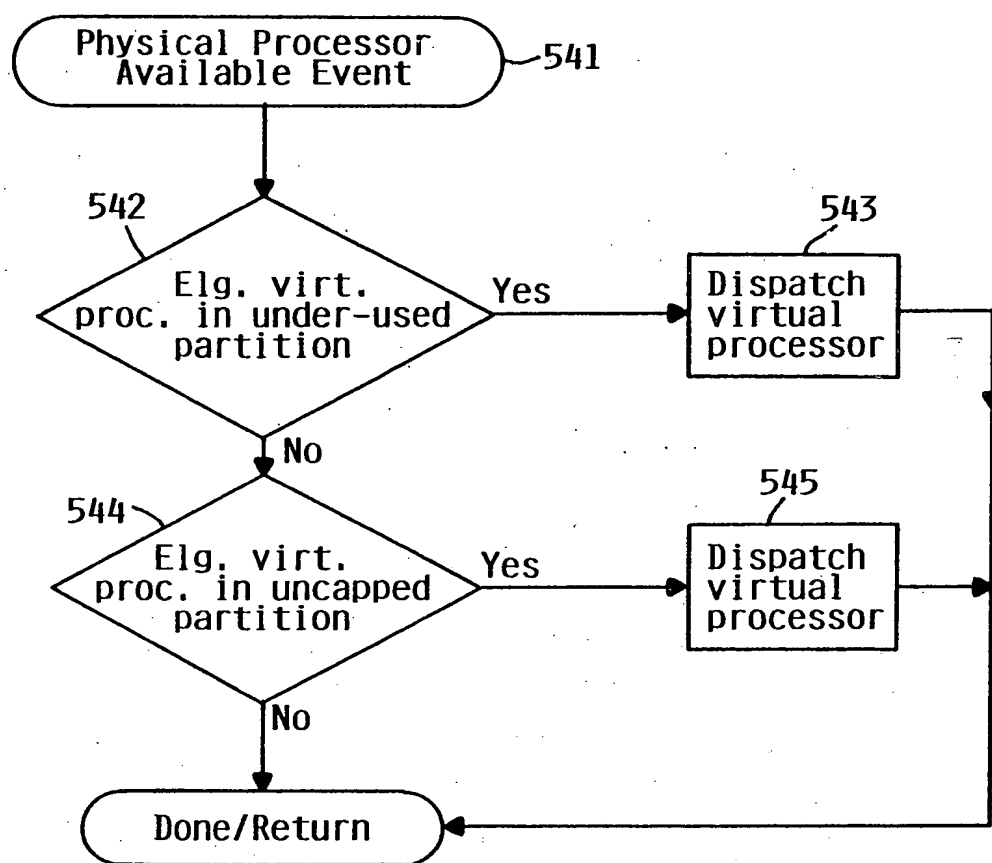 Physical Processor
Available Event
541
542
Elg. virt.
proc. in under-used
partition
Yes
543
Dispatch
virtual
processor
No
544
Elg. virt.
proc. in uncapped
partition
Yes
545
Dispatch
virtual
processor
No
Done/Return